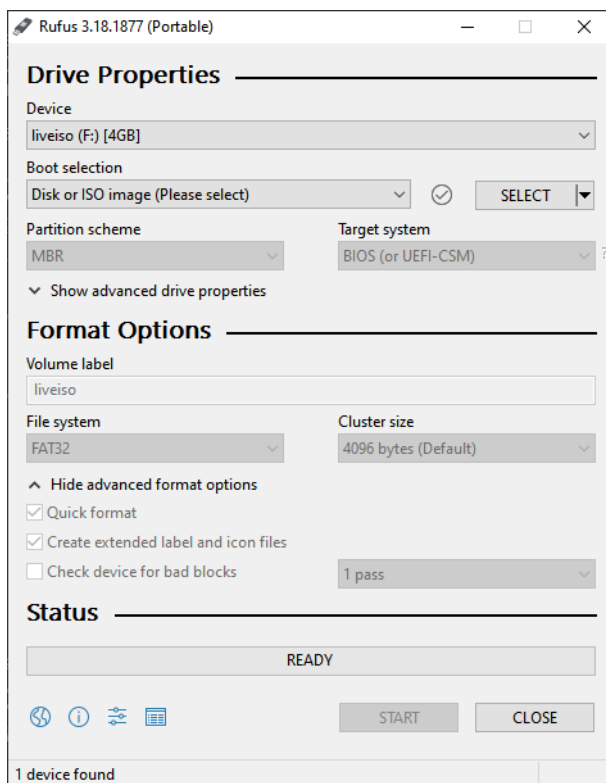 Rufus 3.18.1877 (Portable)
Drive Properties
Device
liveiso (F:) [4GB]
Boot selection
Disk or ISO image (Please select)
SELECT
Partition scheme
Target system
MBR
BIOS (or UEFI-CSM)
?
Show advanced drive properties
Format Options
Volume label
liveiso
File system
Cluster size
FAT32
4096 bytes (Default)
Hide advanced format options
Quick format
Create extended label and icon files
Check device for bad blocks
1 pass
Status
READY
START
CLOSE
1 device found